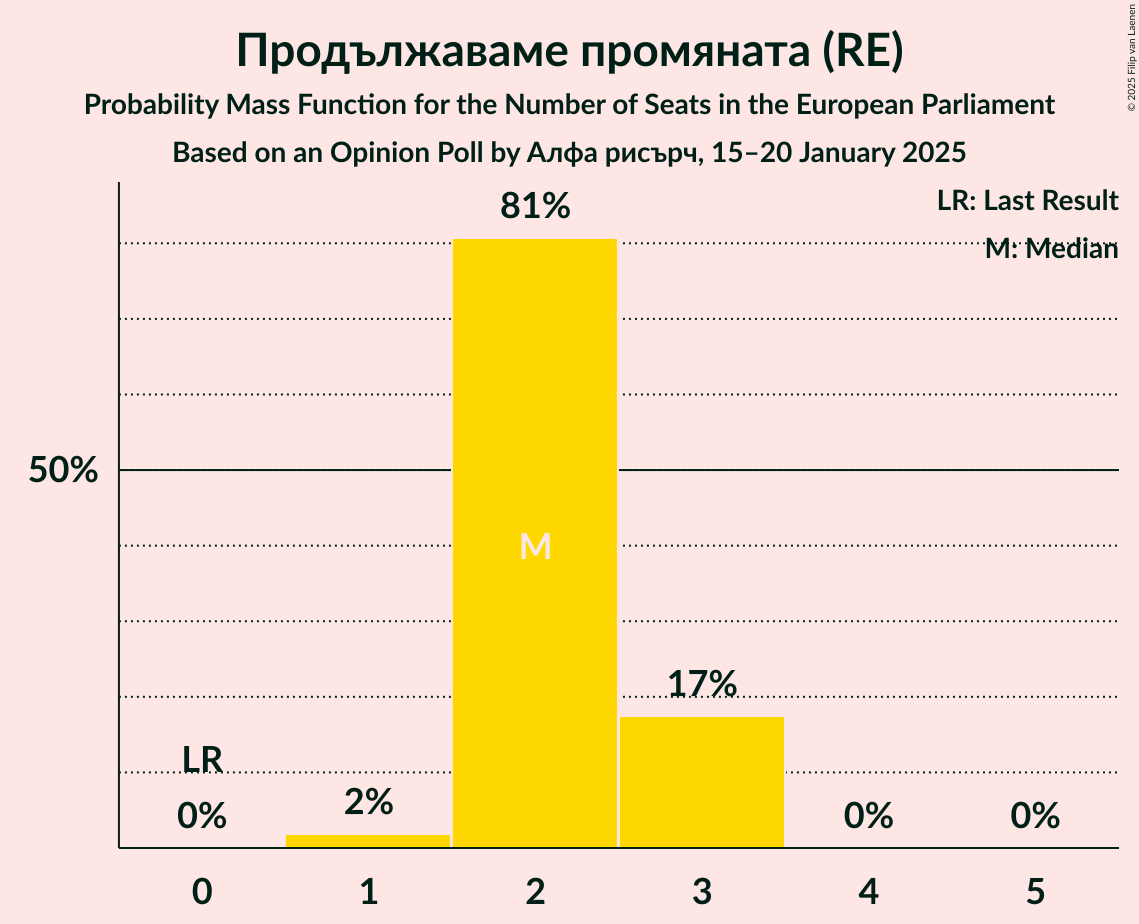 Продължаваме промяната (RE)
Probability Mass Function for the Number of Seats in the European Parliament
Based on an Opinion Poll by Алфа рисърч, 15–20 January 2025
© 2025 Filip van Laenen
LR: Last Result
M: Median
81%
50%
M
17%
LR
2%
0%
0%
0%
0 1 2 3 4 5